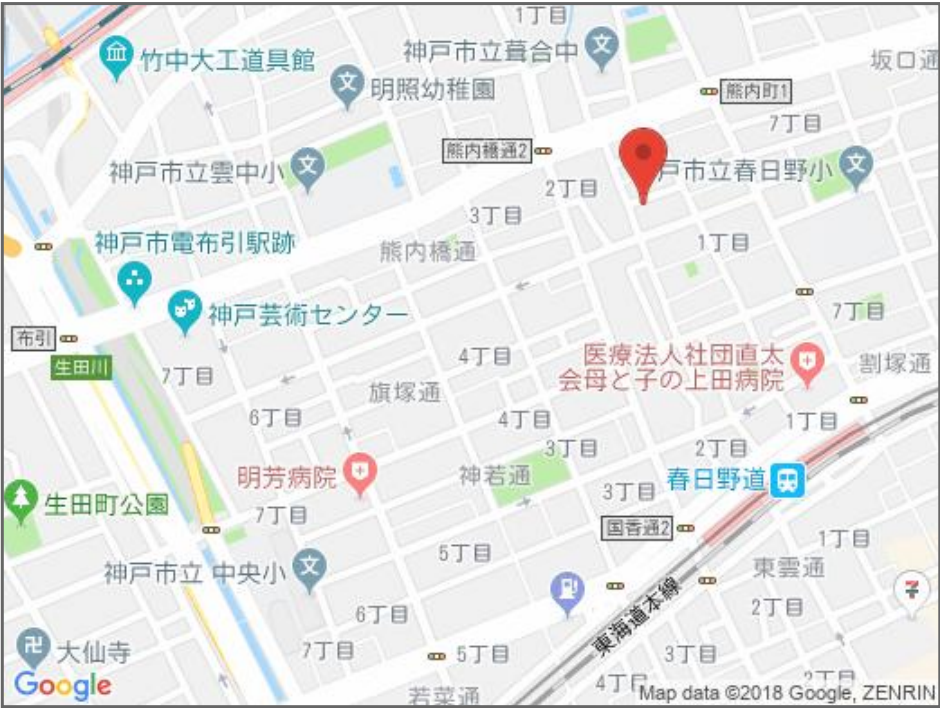 1丁目
竹中大工道具館
神戸市立葺合中
文
坂口通
文
明照幼稚園
熊内町1
7丁目
熊内橋通2
神戸市立雲中小
文
2丁目
戸市立春日野小
文
3丁目
神戸市電布引駅跡
熊内橋通
1丁目
7丁目
神戸芸術センター
布引
生田川
7丁目
4丁目
旗塚通
医療法人社団直太
会母と子の上田病院
割塚通
6丁目
4丁目
1丁目
3丁目
2丁目
明芳病院
神若通
春日野道
3丁目
生田町公園
7丁目
国香通2
1丁目
5丁目
神戸市立 中央小
文
東雲通
7
6丁目
2丁目
東海道本線
卍
大仙寺
7丁目
5丁目
3丁目
Google
若菜通
4丁目
Map data ©2018 Google, ZENRIN